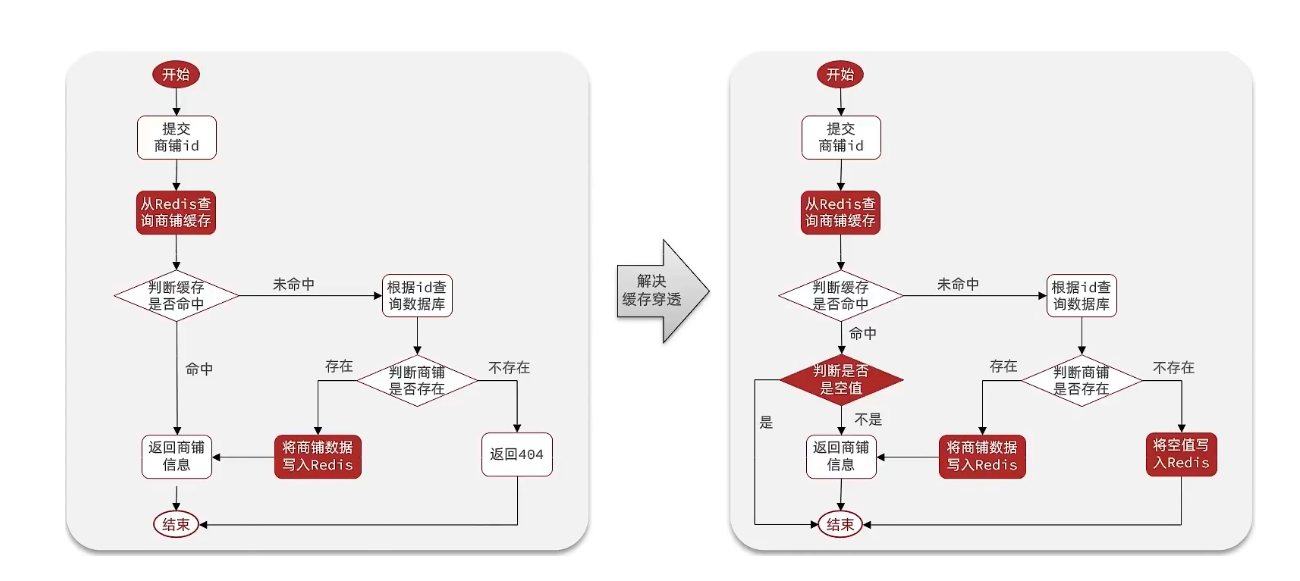 开始
提交
商铺id
从Redis查
询商铺缓存
判断缓存
是否命中
未命中
根据id查
询数据库
命中
存在
判断商铺
是否存在
不存在
返回商铺
信息
将商铺数据
写入Redis
返回404
结束
解决
缓存穿透
开始
提交
商铺id
从Redis查
询商铺缓存
判断缓存
是否命中
未命中
根据id查
询数据库
命中
判断是否
是空值
存在
判断商铺
是否存在
不存在
是
不是
返回商铺
信息
将商铺数据
写入Redis
将空值写
入Redis
结束